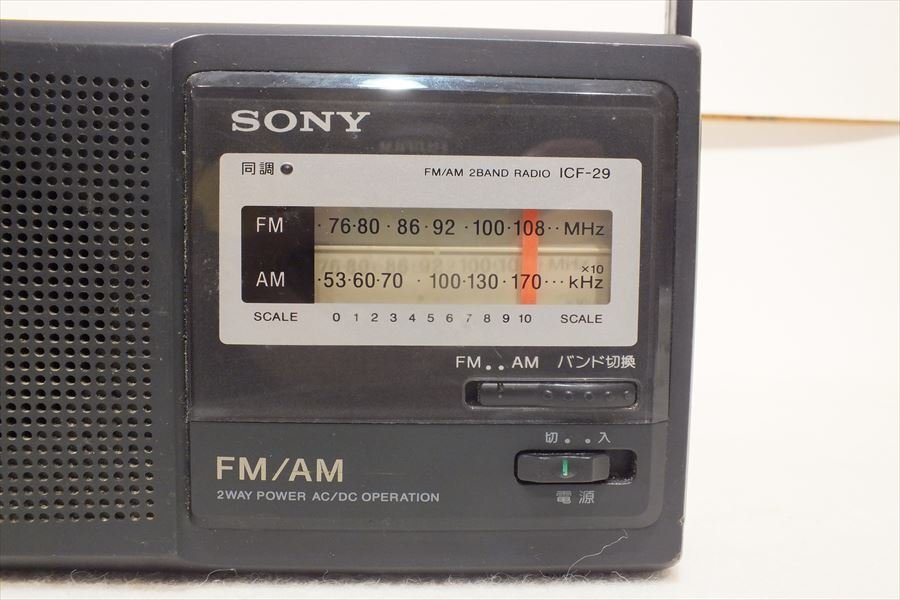 SONY
同調 FM/AM 2BAND RADIO ICF-29
FM ·76·80 ·86·92 ·100·108·· MHz
AM ·53·60·70 ·100·130·170··· ×10 kHz
SCALE 0 1 2 3 4 5 6 7 8 9 10 SCALE
FM..AM バンド切換
切..入
FM/AM
2WAY POWER AC/DC OPERATION
電源